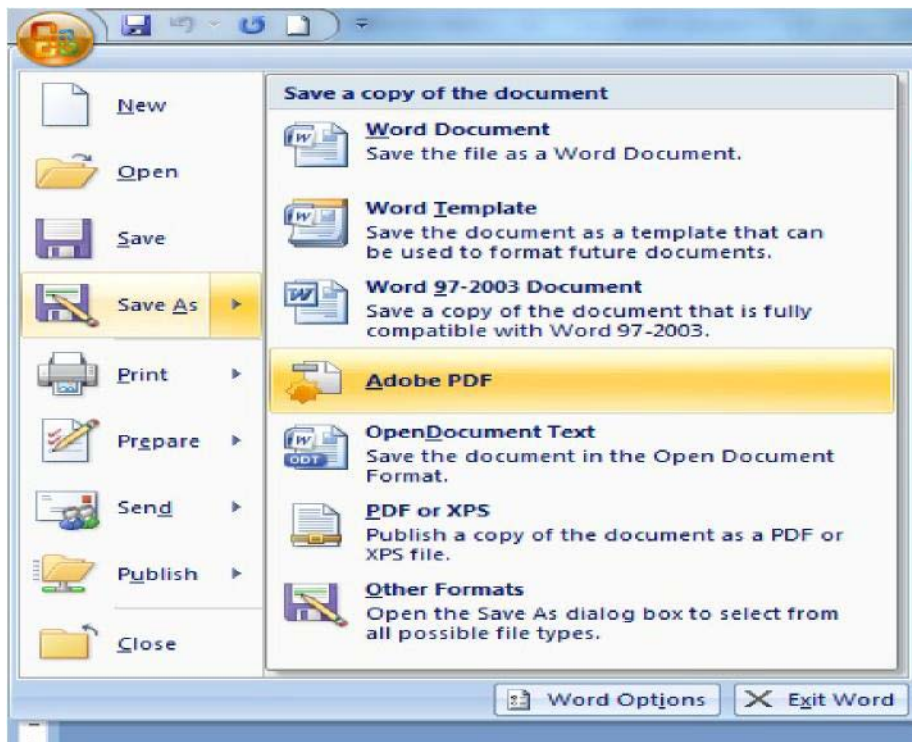 New
Open
Save
Save As
Print
Prepare
Send
Publish
Close
Save a copy of the document
Word Document
Save the file as a Word Document.
Word Template
Save the document as a template that can
be used to format future documents.
Word 97-2003 Document
Save a copy of the document that is fully
compatible with Word 97-2003.
Adobe PDF
OpenDocument Text
ODT
Save the document in the Open Document
Format.
PDF or XPS
Publish a copy of the document as a PDF or
XPS file.
Other Formats
Open the Save As dialog box to select from
all possible file types.
Word Options
Exit Word